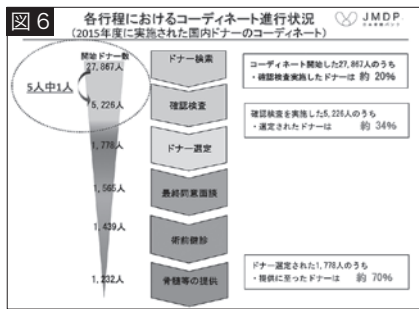 図6
各行程におけるコーディネート進行状況
(2015年度に実施された国内ドナーのコーディネート)
JMDP
開始ドナー数
27,867人
5人中1人
5,226人
1,778人
1,565人
1,439人
1,232人
ドナー検索
確認検査
ドナー選定
最終同意面談
術前健診
骨髄等の提供
コーディネート開始した27,867人のうち
・確認検査実施したドナーは 約 20%
確認検査を実施した5,226人のうち
・選定されたドナーは 約 34%
ドナー選定された1,778人のうち
・提供に至ったドナーは 約 70%